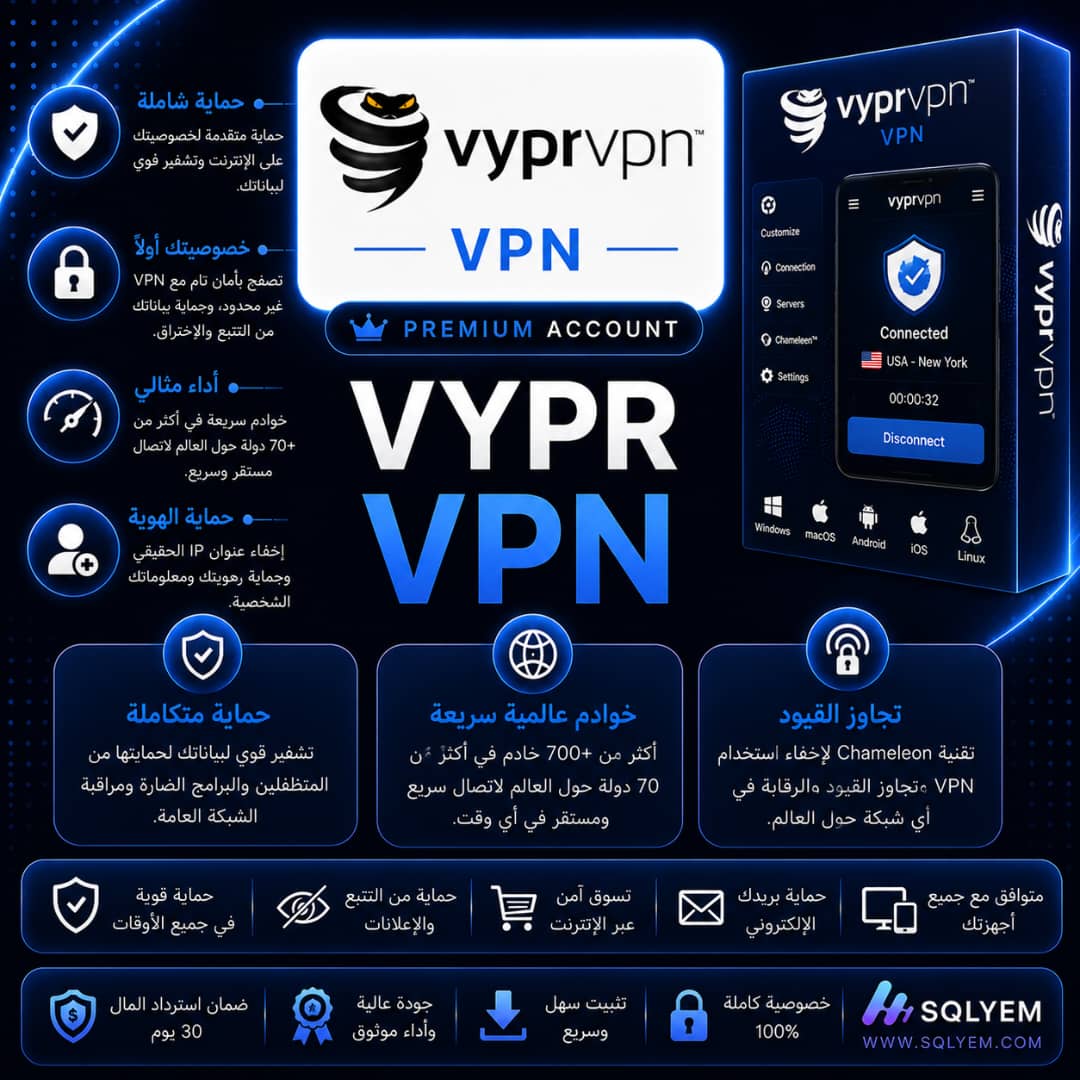 vyprvpn™
VPN
PREMIUM ACCOUNT
VYPR
VPN
حماية شاملة
حماية متقدمة لخصوصيتك
على الإنترنت وتشفير قوي
لبياناتك.
خصوصيتك أولاً
تصفح بأمان تام مع VPN
غير محدود، وحماية بياناتك
من التتبع والإختراق.
أداء مثالي
خوادم سريعة في أكثر من
+70 دولة حول العالم لاتصال
مستقر وسريع.
حماية الهوية
إخفاء عنوان IP الحقيقي
وحماية رهويتك ومعلوماتك
الشخصية.
vyprvpn™
VPN
vyprvpn
Customize
Connection
Servers
Chameleen™
Settings
Connected
USA - New York
00:00:32
Disconnect
Windows
macOS
Android
iOS
Linux
vyprvpn
تجاوز القيود
تقنية Chameleon لإخفاء استخدام
VPN وتجاوز القيود والرقابة في
أي شبكة حول العالم.
خوادم عالمية سريعة
أكثر من +700 خادم في أكثر
70 دولة حول العالم لاتصال سريع
ومستقر في أي وقت.
حماية متكاملة
تشفير قوي لبياناتك لحمايتها من
المتطفلين والبرامج الضارة ومراقبة
الشبكة العامة.
متوافق مع جميع
أجهزتك
حماية بريدك
الإلكتروني
تسوق آمن
عبر الإنترنت
حماية من التتبع
والإعلانات
حماية قوية
في جميع الأوقات
خصوصية كاملة
100%
تثبيت سهل
وسريع
جودة عالية
وأداء موثوق
ضمان استرداد المال
30 يوم
SQLYEM
WWW.SQLYEM.COM